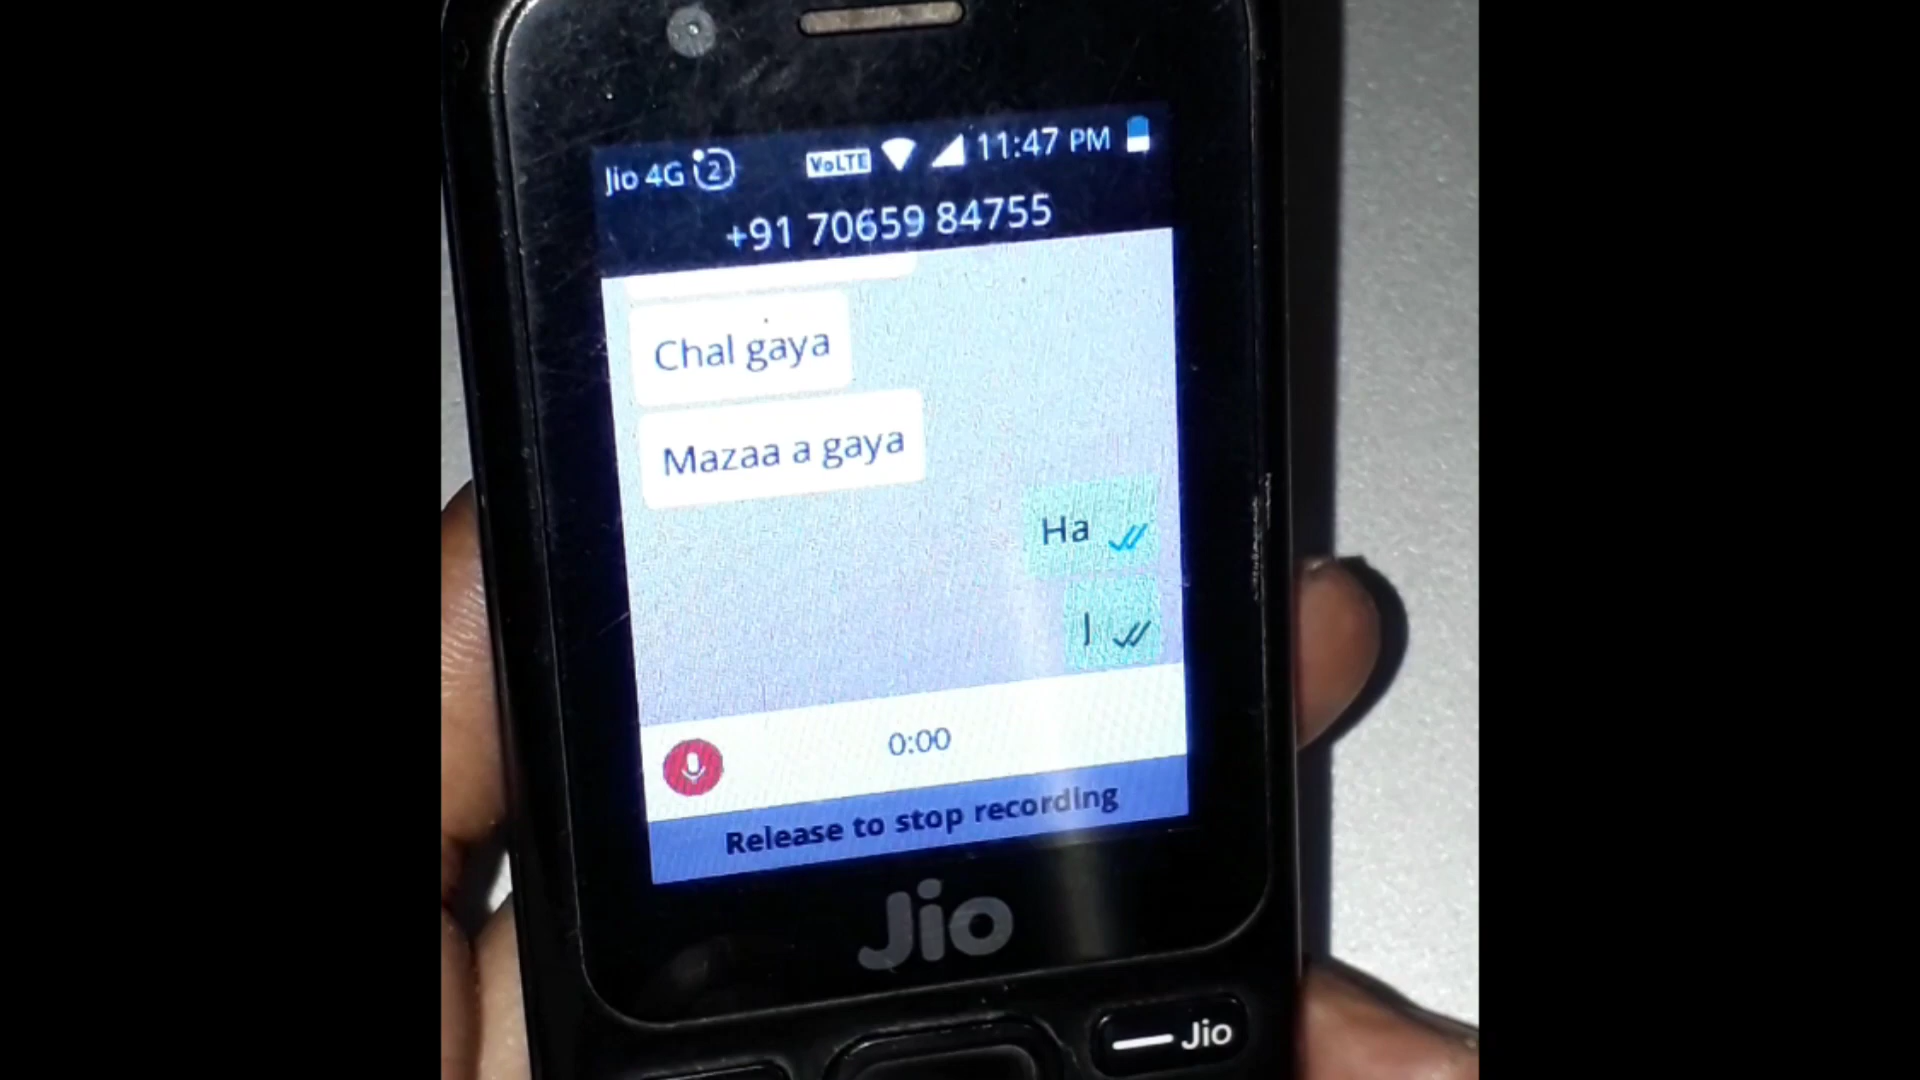 Jio 4G 2 VoLTE 11:47 PM
+91 70659 84755
Chal gaya
Mazaa a gaya
Ha
J
0:00
Release to stop recording
Jio
Jio